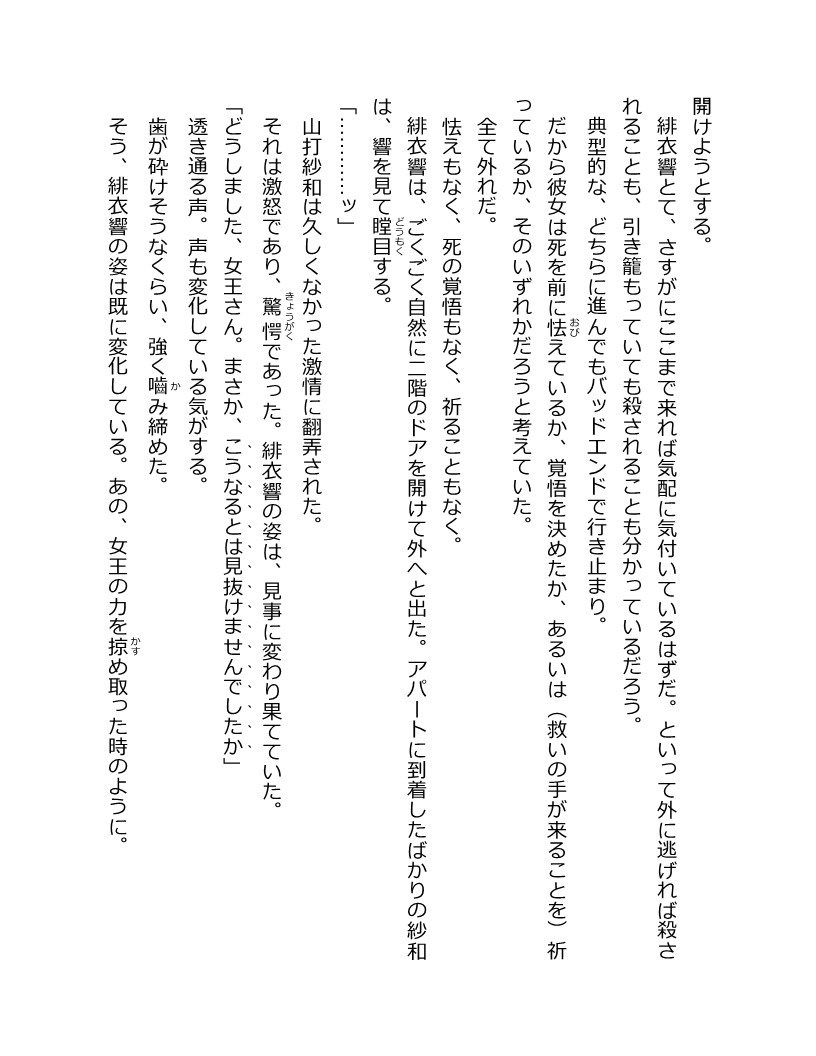 開けようとする。
緋衣響とて、さすがにここまで来れば気配に気付いているはずだ。といって外に逃げれば殺さ
れることも、引き籠もっていても殺されることも分かっているだろう。
典型的な、どちらに進んでもバッドエンドで行き止まり。
だから彼女は死を前に怯えているか、覚悟を決めたか、あるいは（救いの手が来ることを）祈
っているか、そのいずれかだろうと考えていた。
全て外れだ。
怯えもなく、死の覚悟もなく、祈ることもなく。
緋衣響は、ごくごく自然に二階のドアを開けて外へと出た。アパートに到着したばかりの紗和
は、響を見て瞠目する。
「…………ッ」
山打紗和は久しくなかった激情に翻弄された。
それは激怒であり、驚愕であった。緋衣響の姿は、見事に変わり果てていた。
「どうしました、女王さん。まさか、こうなるとは見抜けませんでしたか」
透き通る声。声も変化している気がする。
歯が砕けそうなくらい、強く嚙み締めた。
そう、緋衣響の姿は既に変化している。あの、女王の力を掠め取った時のように。